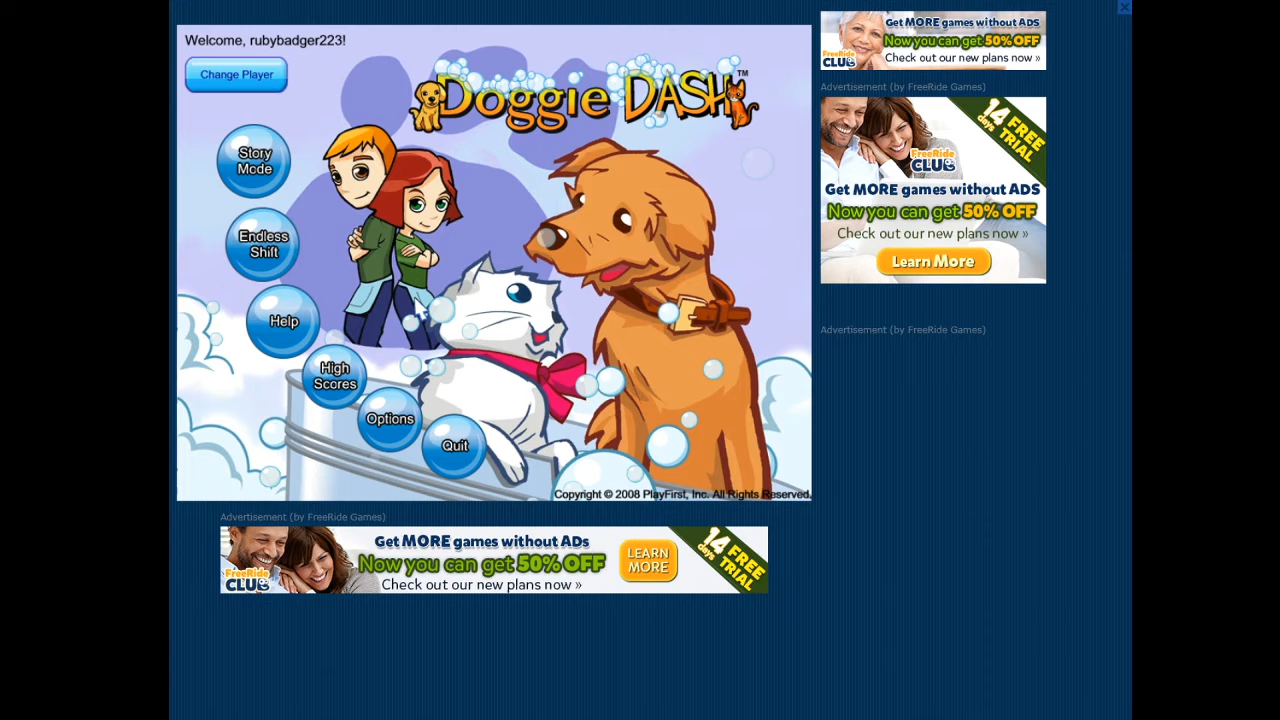 Welcome, rubybadger223!
Change Player
Doggie DASH™
Story
Mode
Endless
Shift
Help
High
Scores
Options
Quit
Copyright © 2008 PlayFirst, Inc. All Rights Reserved.
Get MORE games without ADS
Now you can get 50% OFF
Check out our new plans now »
FreeRide
CLUB
Advertisement (by FreeRide Games)
14 FREE
days TRIAL
FreeRide
CLUB
Get MORE games without ADS
Now you can get 50% OFF
Check out our new plans now »
Learn More
Advertisement (by FreeRide Games)
Advertisement (by FreeRide Games)
Get MORE games without ADs
Now you can get 50% OFF
Check out our new plans now »
FreeRide
CLUB
LEARN
MORE
14 FREE
days TRIAL